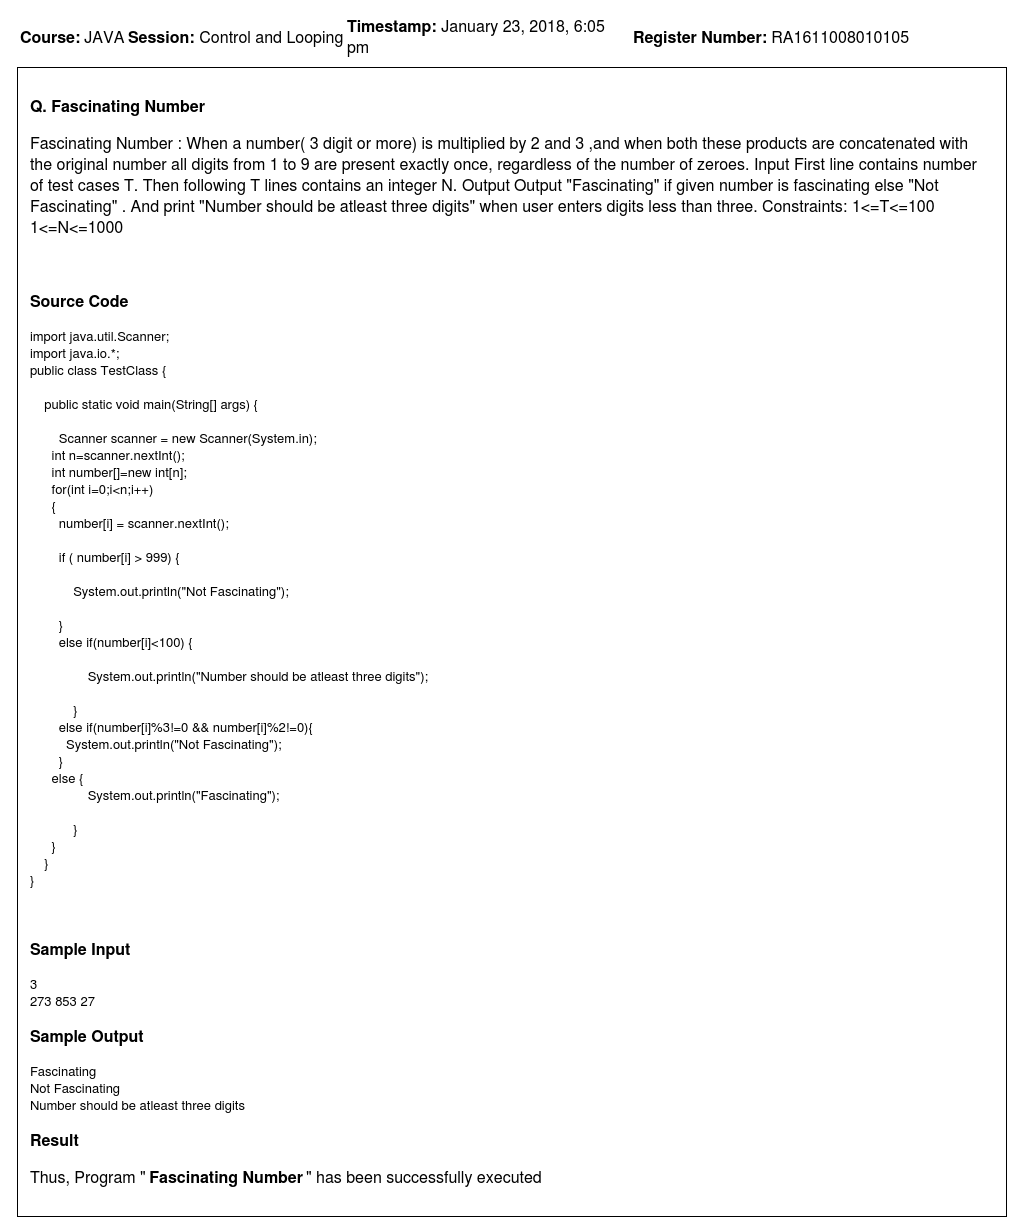 Course: JAVA Session: Control and Looping Timestamp: January 23, 2018, 6:05 pm Register Number: RA1611008010105
Q. Fascinating Number
Fascinating Number : When a number( 3 digit or more) is multiplied by 2 and 3 ,and when both these products are concatenated with
the original number all digits from 1 to 9 are present exactly once, regardless of the number of zeroes. Input First line contains number
of test cases T. Then following T lines contains an integer N. Output Output "Fascinating" if given number is fascinating else "Not
Fascinating" . And print "Number should be atleast three digits" when user enters digits less than three. Constraints: 1<=T<=100
1<=N<=1000
Source Code
import java.util.Scanner;
import java.io.*;
public class TestClass {
public static void main(String[] args) {
Scanner scanner = new Scanner(System.in);
int n=scanner.nextInt();
int number[]=new int[n];
for(int i=0;i<n;i++)
{
number[i] = scanner.nextInt();
if ( number[i] > 999) {
System.out.println("Not Fascinating");
}
else if(number[i]<100) {
System.out.println("Number should be atleast three digits");
}
else if(number[i]%3!=0 && number[i]%2!=0){
System.out.println("Not Fascinating");
}
else {
System.out.println("Fascinating");
}
}
}
}
Sample Input
3
273 853 27
Sample Output
Fascinating
Not Fascinating
Number should be atleast three digits
Result
Thus, Program " Fascinating Number " has been successfully executed